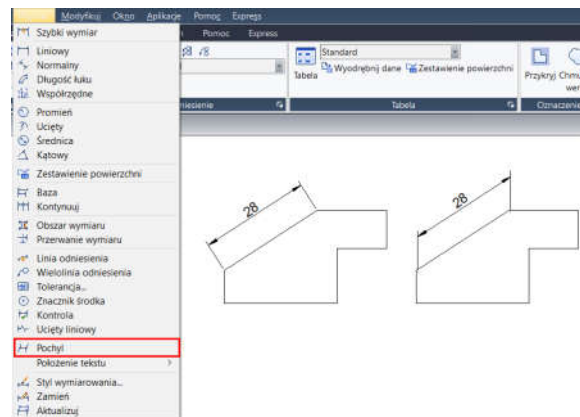 Modyfikuj Okno Aplikacje Pomoc Express
Pomoc Express
Szybki wymiar
Liniowy
Normalny
Długość łuku
Współrzędne
Promień
Ucięty
Średnica
Kątowy
Zestawienie powierzchni
Baza
Kontynuuj
Obszar wymiaru
Przerwanie wymiaru
Linia odniesienia
Wielolinia odniesienia
Tolerancja...
Znacznik środka
Kontrola
Ucięty liniowy
Pochyl
Położenie tekstu
Styl wymiarowania...
Zamień
Aktualizuj
Standard
Tabela
Wyodrębnij dane
Zestawienie powierzchni
Tabela
Przykryj
28
28